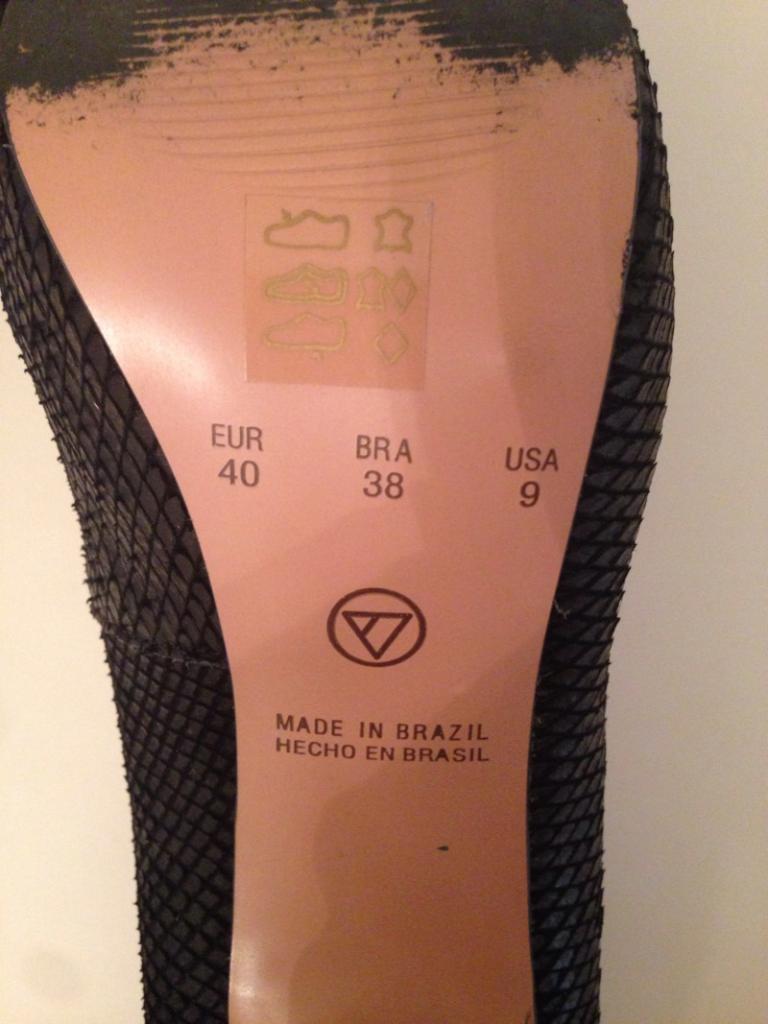 EUR BRA USA
40 38 9
MADE IN BRAZIL
HECHO EN BRASIL